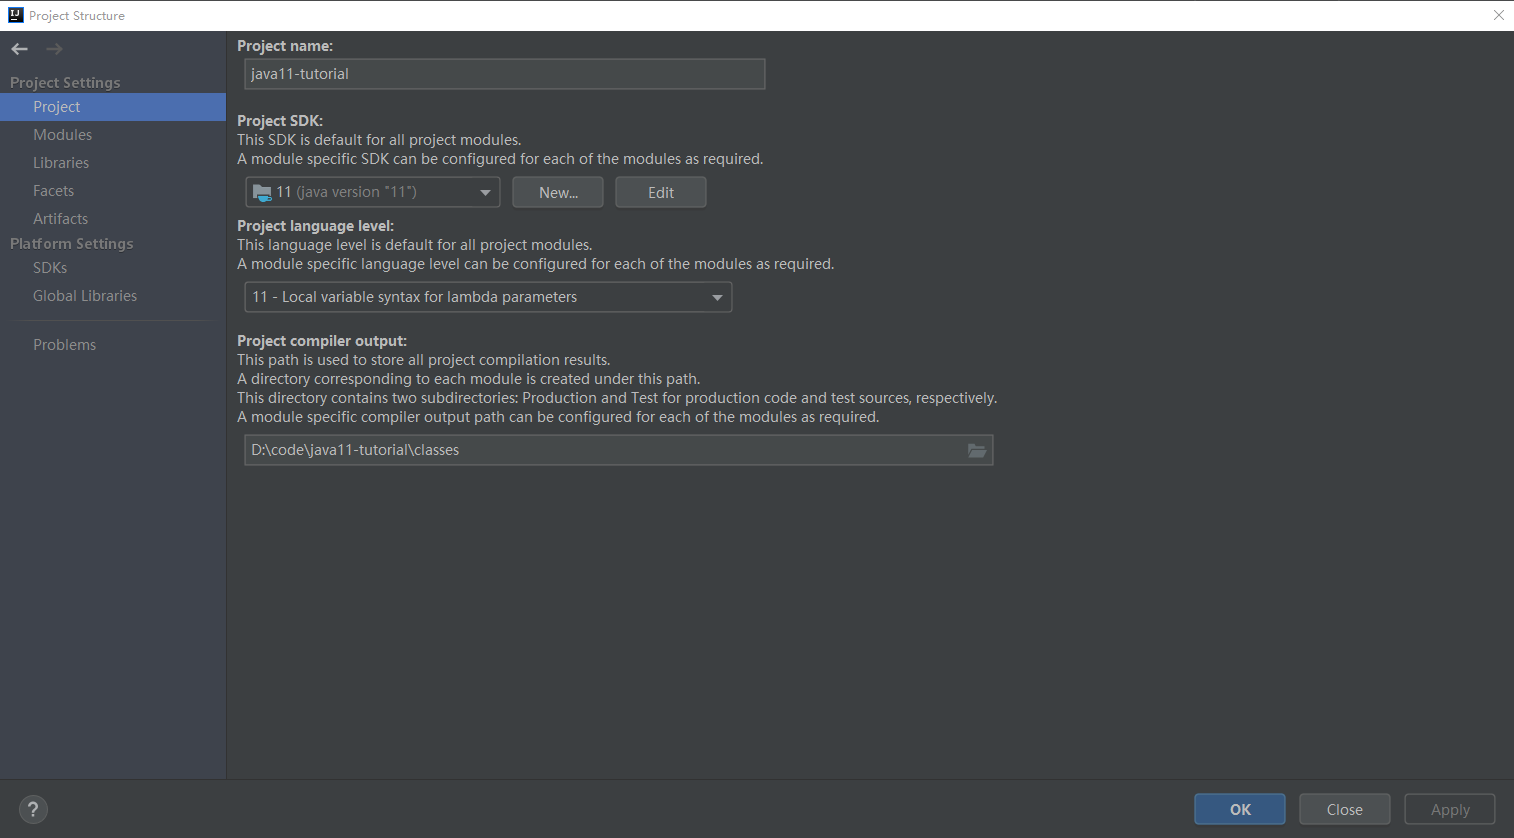 Project Structure
Project Settings
Project
Modules
Libraries
Facets
Artifacts
Platform Settings
SDKs
Global Libraries
Problems
Project name:
java11-tutorial
Project SDK:
This SDK is default for all project modules.
A module specific SDK can be configured for each of the modules as required.
11 (java version "11")
New...
Edit
Project language level:
This language level is default for all project modules.
A module specific language level can be configured for each of the modules as required.
11 - Local variable syntax for lambda parameters
Project compiler output:
This path is used to store all project compilation results.
A directory corresponding to each module is created under this path.
This directory contains two subdirectories: Production and Test for production code and test sources, respectively.
A module specific compiler output path can be configured for each of the modules as required.
D:\code\java11-tutorial\classes
?
OK
Close
Apply